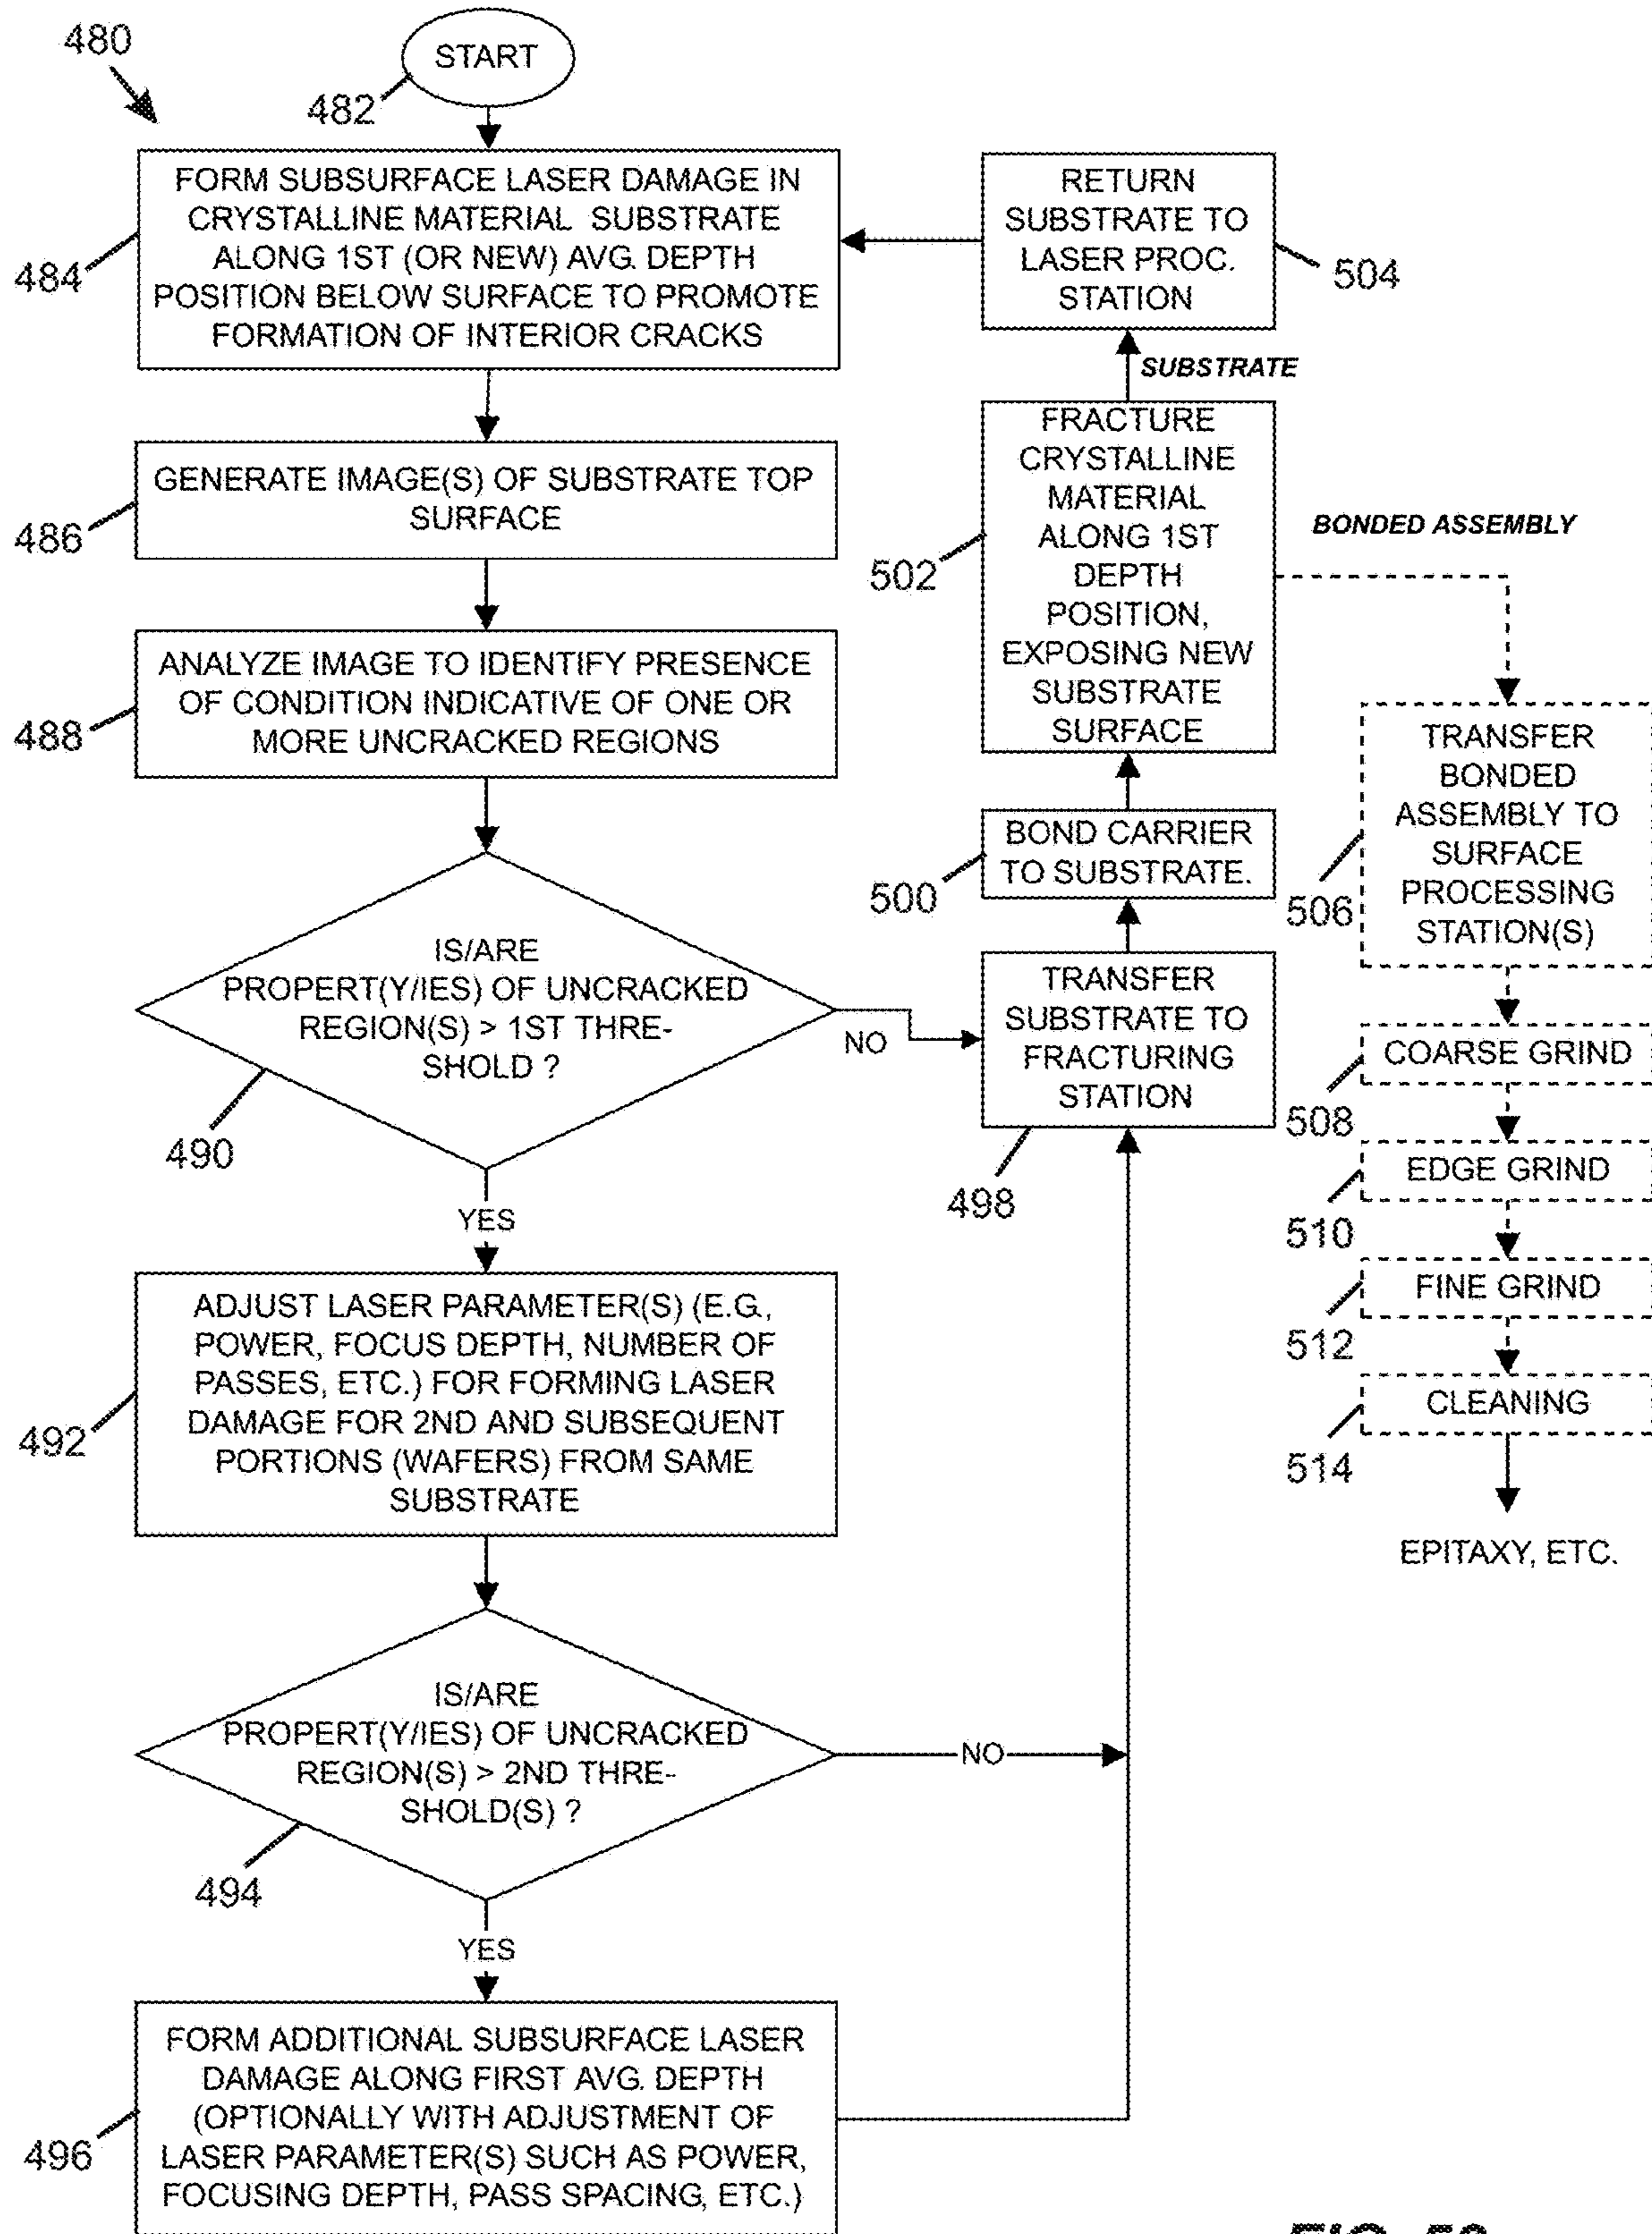 480
START
482
FORM SUBSURFACE LASER DAMAGE IN
CRYSTALLINE MATERIAL SUBSTRATE
ALONG 1ST (OR NEW) AVG. DEPTH
POSITION BELOW SURFACE TO PROMOTE
FORMATION OF INTERIOR CRACKS
484
GENERATE IMAGE(S) OF SUBSTRATE TOP
SURFACE
486
ANALYZE IMAGE TO IDENTIFY PRESENCE
OF CONDITION INDICATIVE OF ONE OR
MORE UNCRACKED REGIONS
488
IS/ARE
PROPERT(Y/IES) OF UNCRACKED
REGION(S) > 1ST THRE-
SHOLD ?
490
NO
YES
ADJUST LASER PARAMETER(S) (E.G.,
POWER, FOCUS DEPTH, NUMBER OF
PASSES, ETC.) FOR FORMING LASER
DAMAGE FOR 2ND AND SUBSEQUENT
PORTIONS (WAFERS) FROM SAME
SUBSTRATE
492
IS/ARE
PROPERT(Y/IES) OF UNCRACKED
REGION(S) > 2ND THRE-
SHOLD(S) ?
494
NO
YES
FORM ADDITIONAL SUBSURFACE LASER
DAMAGE ALONG FIRST AVG. DEPTH
(OPTIONALLY WITH ADJUSTMENT OF
LASER PARAMETER(S) SUCH AS POWER,
FOCUSING DEPTH, PASS SPACING, ETC.)
496
RETURN
SUBSTRATE TO
LASER PROC.
STATION
504
SUBSTRATE
FRACTURE
CRYSTALLINE
MATERIAL
ALONG 1ST
DEPTH
POSITION,
EXPOSING NEW
SUBSTRATE
SURFACE
502
BOND CARRIER
TO SUBSTRATE.
500
TRANSFER
SUBSTRATE TO
FRACTURING
STATION
498
BONDED ASSEMBLY
TRANSFER
BONDED
ASSEMBLY TO
SURFACE
PROCESSING
STATION(S)
506
COARSE GRIND
508
EDGE GRIND
510
FINE GRIND
512
CLEANING
514
EPITAXY, ETC.